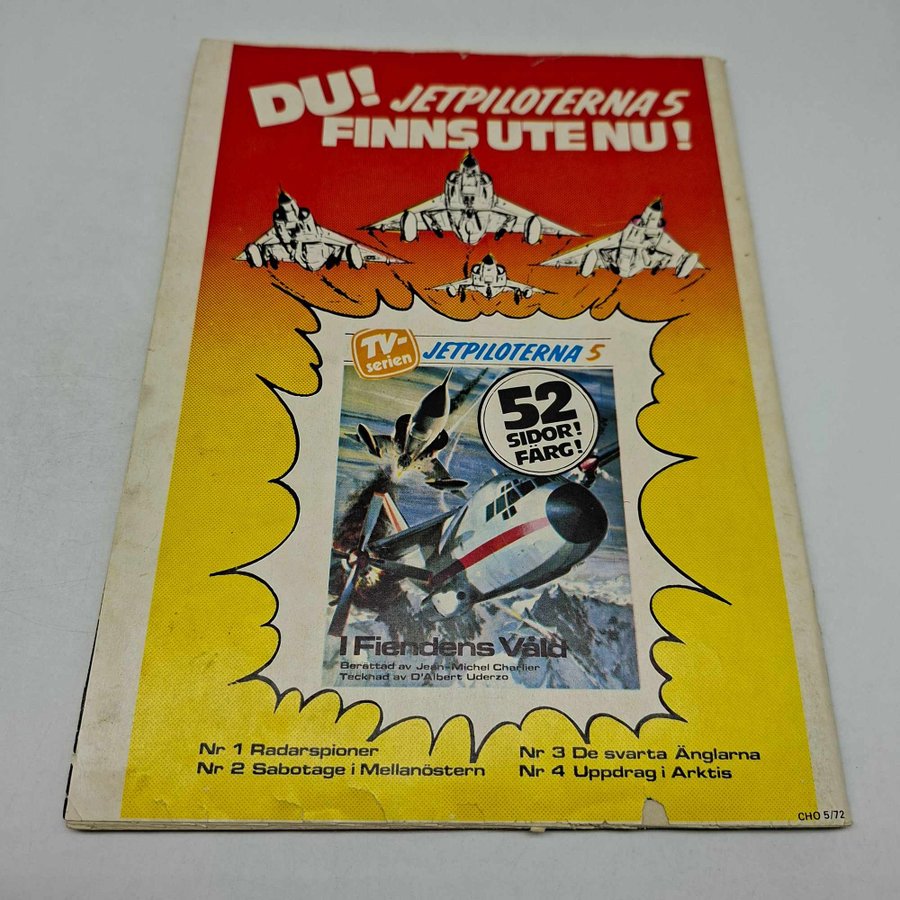 DU! JETPILOTERNA 5
FINNS UTE NU!
TV-
serien
JETPILOTERNA 5
52
SIDOR!
FÄRG!
I Fiendens Våld
Berättad av Jean-Michel Charlier
Tecknad av D'Albert Uderzo
Nr 1 Radarspioner
Nr 2 Sabotage i Mellanöstern
Nr 3 De svarta Änglarna
Nr 4 Uppdrag i Arktis
CHO 5/72